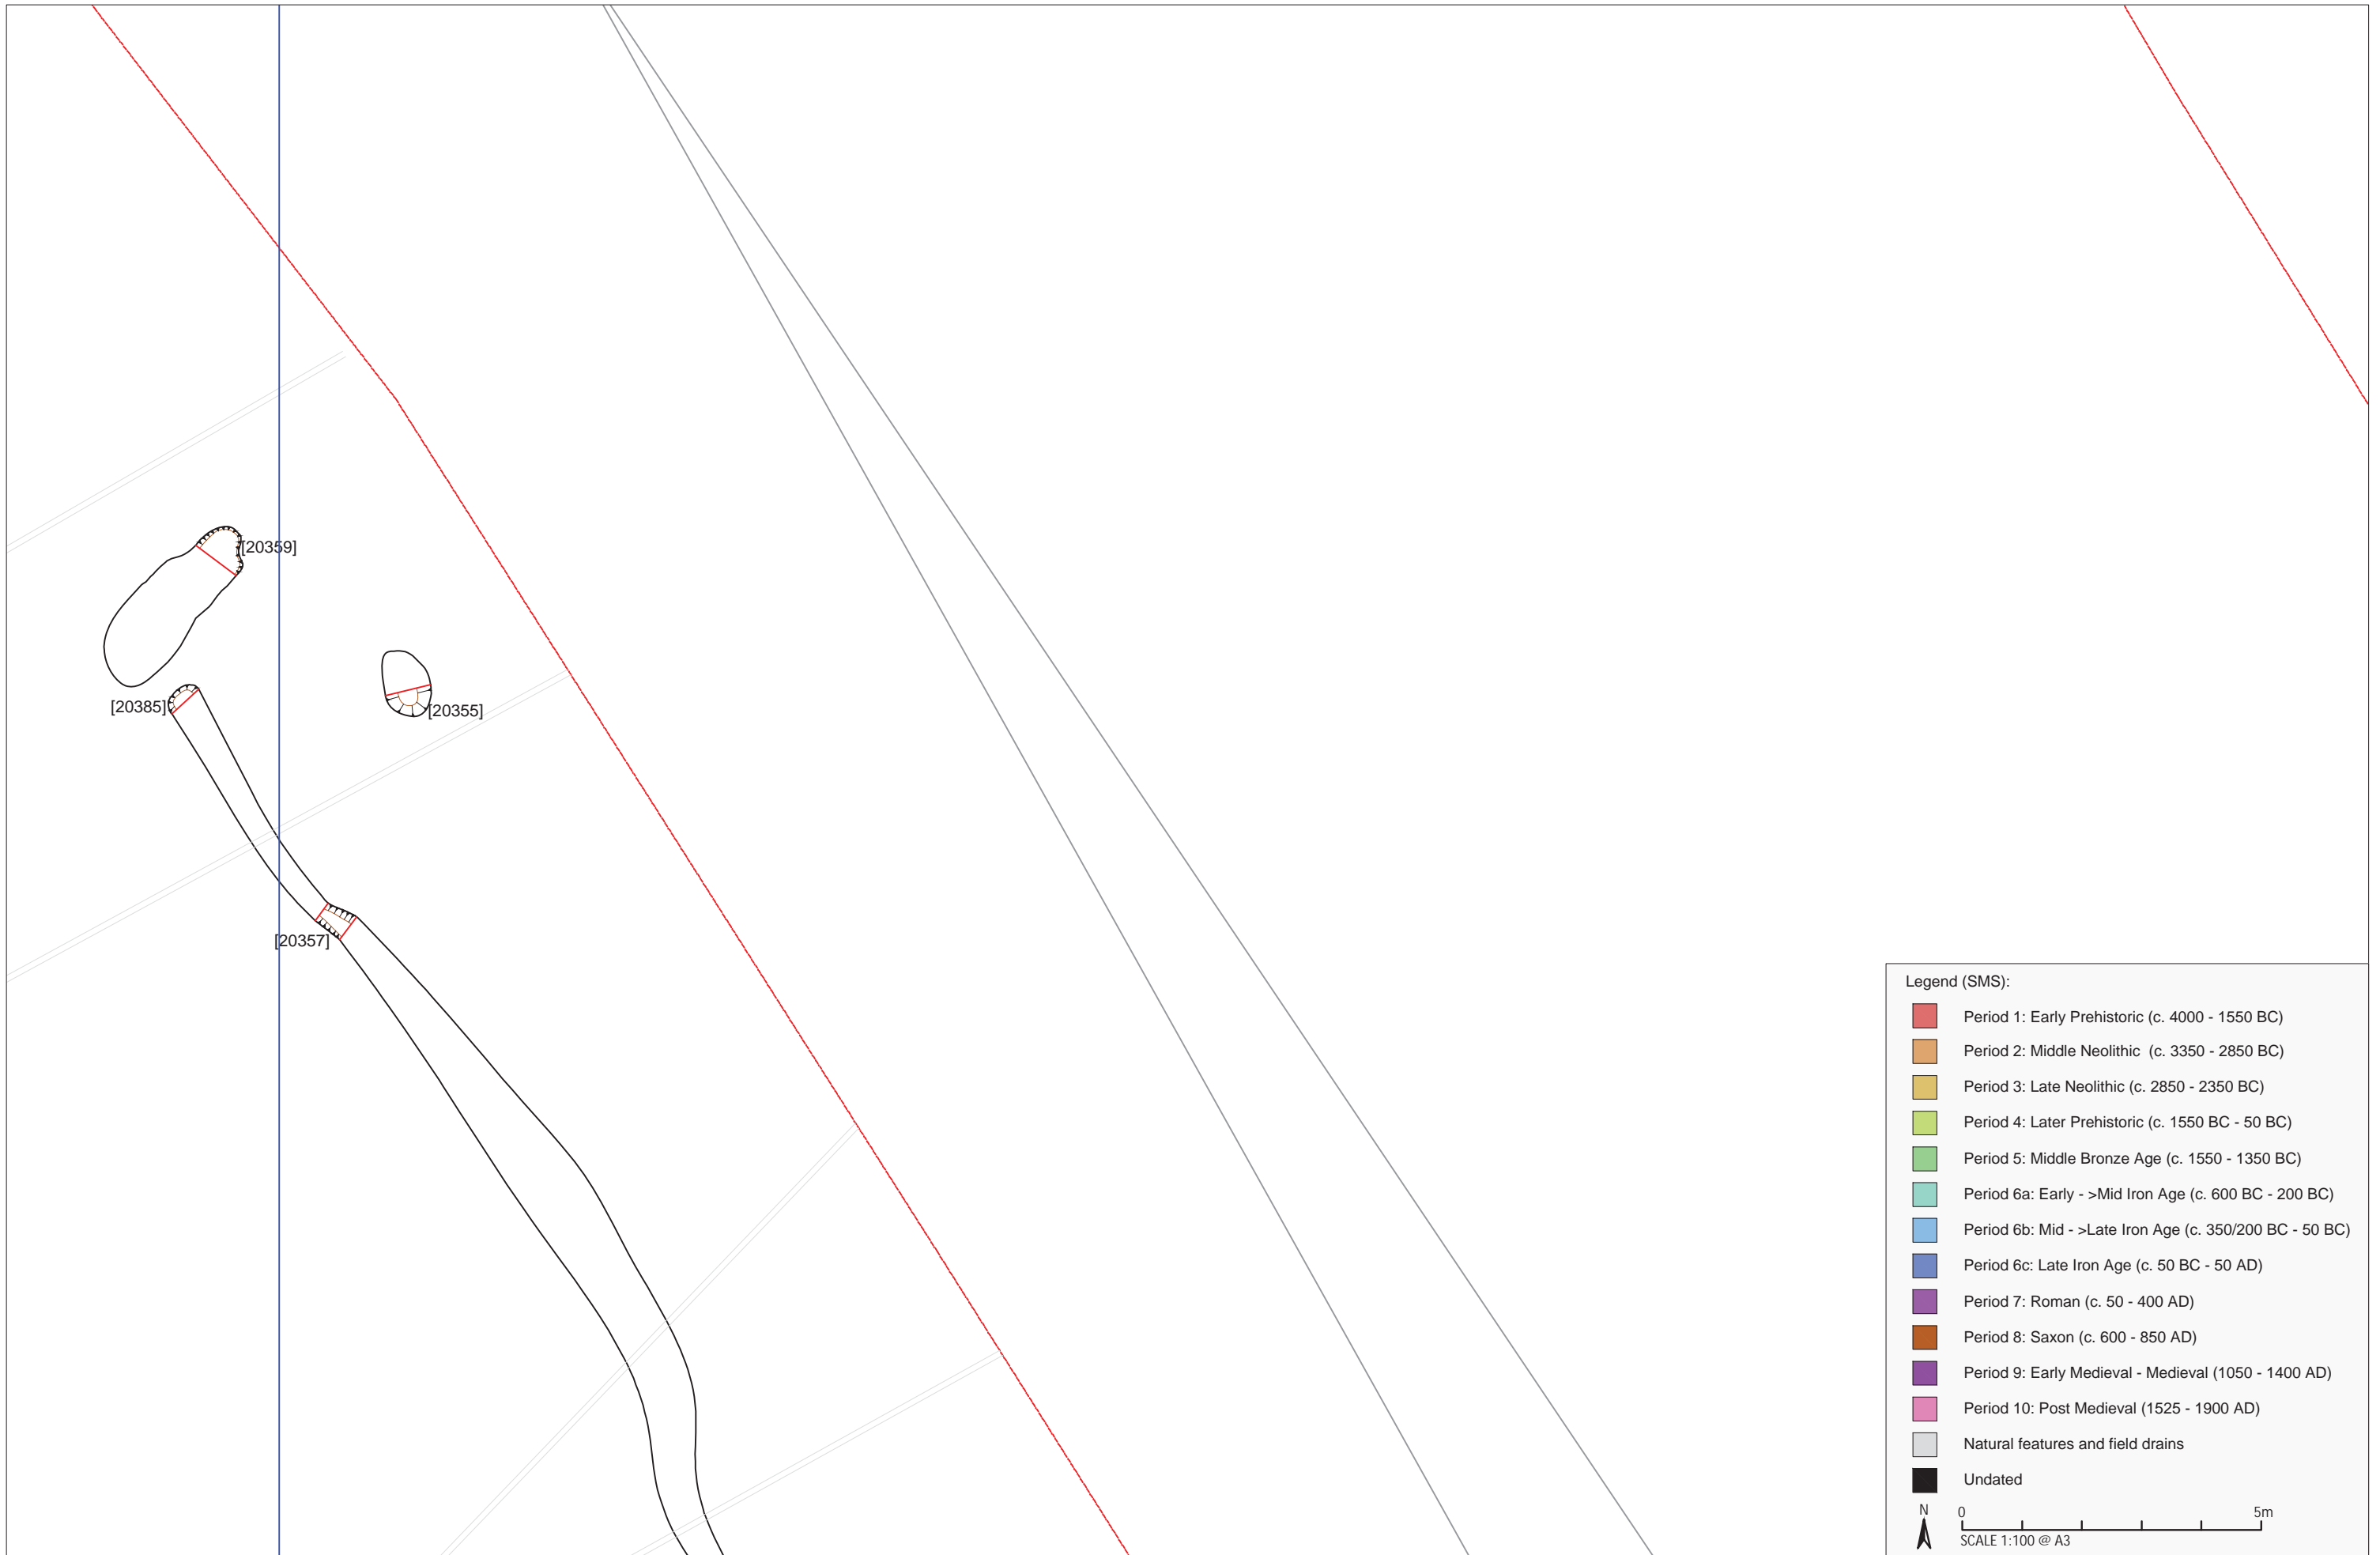 [20359]
[20385]
[20355]
[20357]
Legend (SMS):
Period 1: Early Prehistoric (c. 4000 - 1550 BC)
Period 2: Middle Neolithic  (c. 3350 - 2850 BC)
Period 3: Late Neolithic (c. 2850 - 2350 BC)
Period 4: Later Prehistoric (c. 1550 BC - 50 BC)
Period 5: Middle Bronze Age (c. 1550 - 1350 BC)
Period 6a: Early - >Mid Iron Age (c. 600 BC - 200 BC)
Period 6b: Mid - >Late Iron Age (c. 350/200 BC - 50 BC)
Period 6c: Late Iron Age (c. 50 BC - 50 AD)
Period 7: Roman (c. 50 - 400 AD)
Period 8: Saxon (c. 600 - 850 AD)
Period 9: Early Medieval - Medieval (1050 - 1400 AD)
Period 10: Post Medieval (1525 - 1900 AD)
Natural features and field drains
Undated
N 0 5m
SCALE 1:100 @ A3